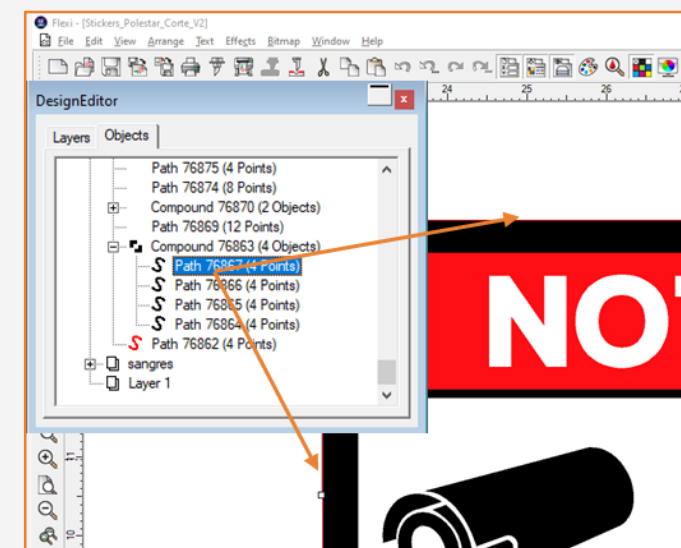 Flexi - [Stickers_Polestar_Corte_V2]
File Edit View Arrange Text Effects Bitmap Window Help
DesignEditor
24 25 26
Layers Objects
Path 76875 (4 Points)
Path 76874 (8 Points)
Compound 76870 (2 Objects)
Path 76869 (12 Points)
Compound 76863 (4 Objects)
Path 76867 (4 Points)
Path 76866 (4 Points)
Path 76865 (4 Points)
Path 76864 (4 Points)
Path 76862 (4 Points)
sangres
Layer 1
NOT
11
10